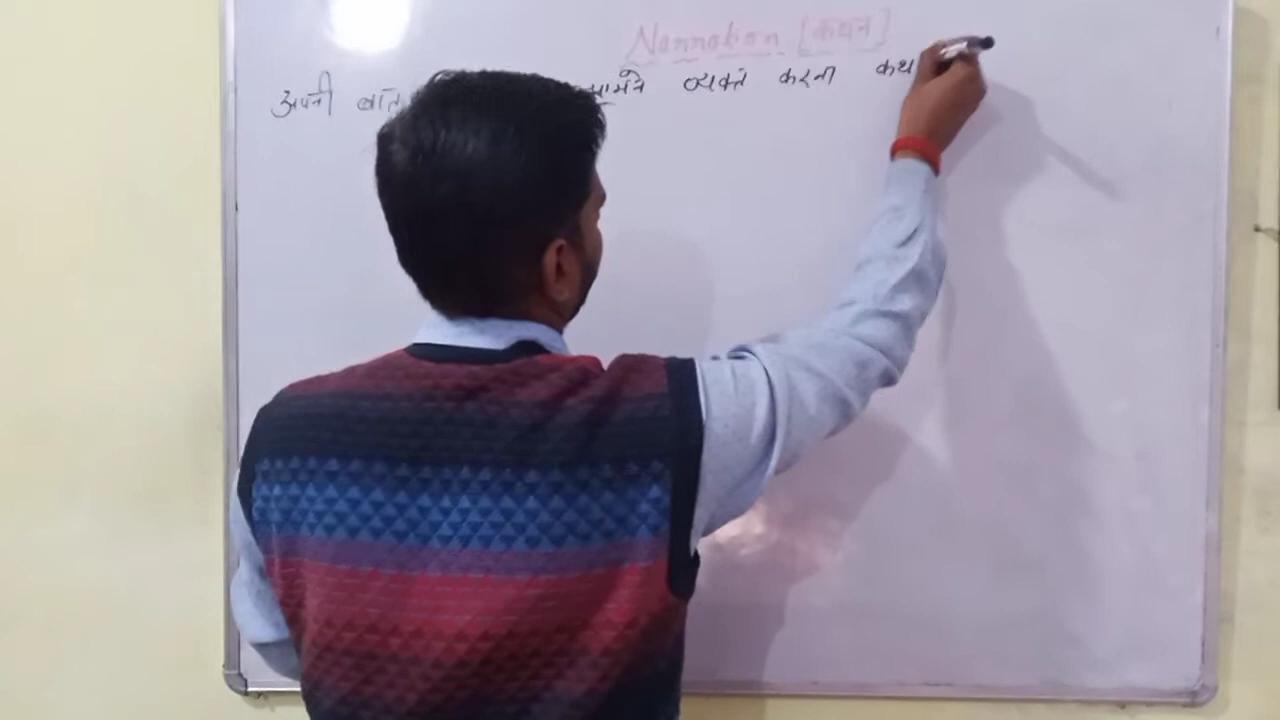 Narration [कथन]
अपनी बात सामने व्यक्त करना कथ